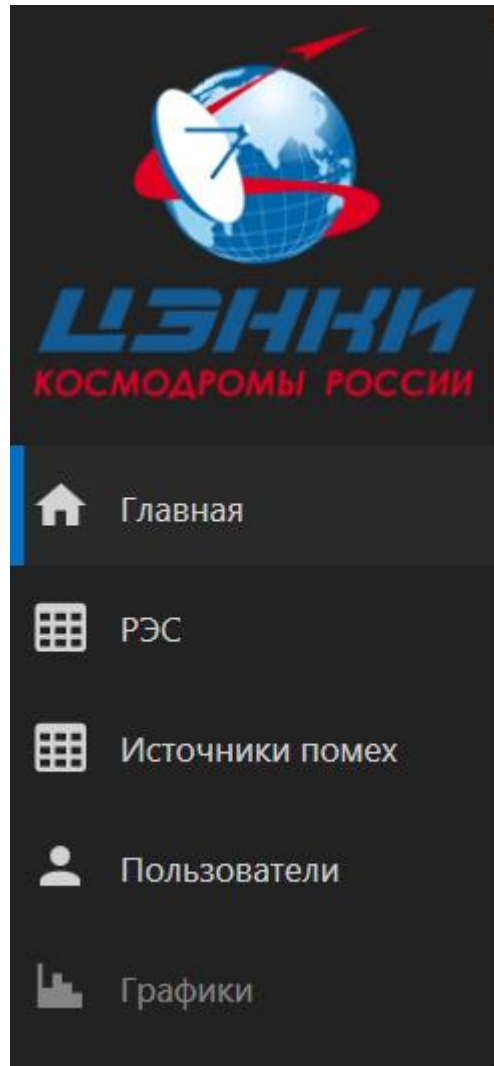 ЦЭНКИ
КОСМОДРОМЫ РОССИИ
Главная
РЭС
Источники помех
Пользователи
Графики